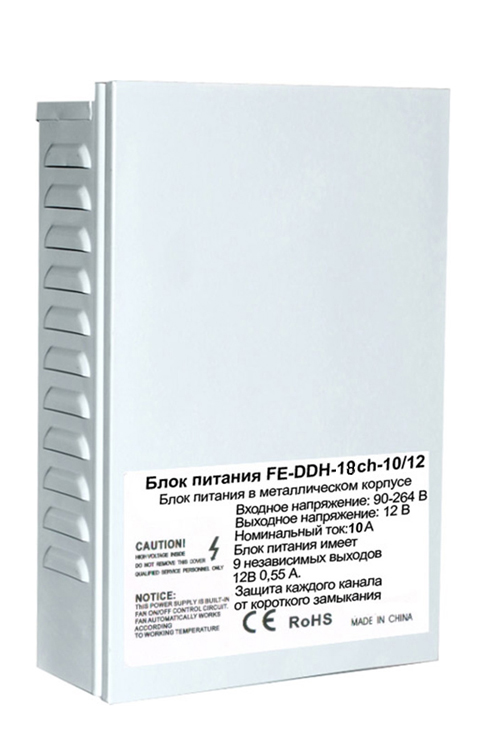 Блок питания FE-DDH-18ch-10/12
Блок питания в металлическом корпусе
Входное напряжение: 90-264 В
Выходное напряжение: 12 В
Номинальный ток:10 А
Блок питания имеет
9 независимых выходов
12В 0,55 А.
Защита каждого канала
от короткого замыкания
CAUTION!
HIGH-VOLTAGE INSIDE
DO NOT REMOVE THIS COVER
QUALIFIED SERVICE PERSONNEL ONLY
NOTICE:
THIS POWER SUPPLY IS BUILT-IN
FAN ON/OFF CONTROL CIRCUIT.
FAN AUTOMATICALLY WORKS
ACCORDING
TO WORKING TEMPERATURE
CE RoHS MADE IN CHINA